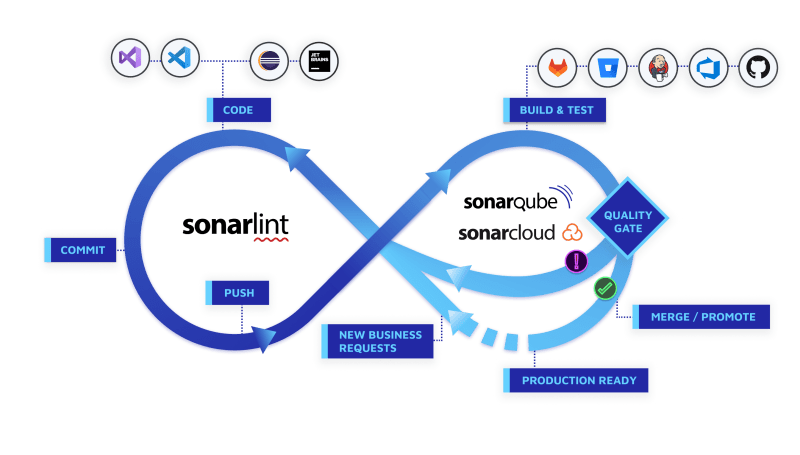 JET
BRAINS
CODE
BUILD & TEST
sonarlint
sonarqube
sonarcloud
QUALITY
GATE
COMMIT
PUSH
MERGE / PROMOTE
NEW BUSINESS
REQUESTS
PRODUCTION READY